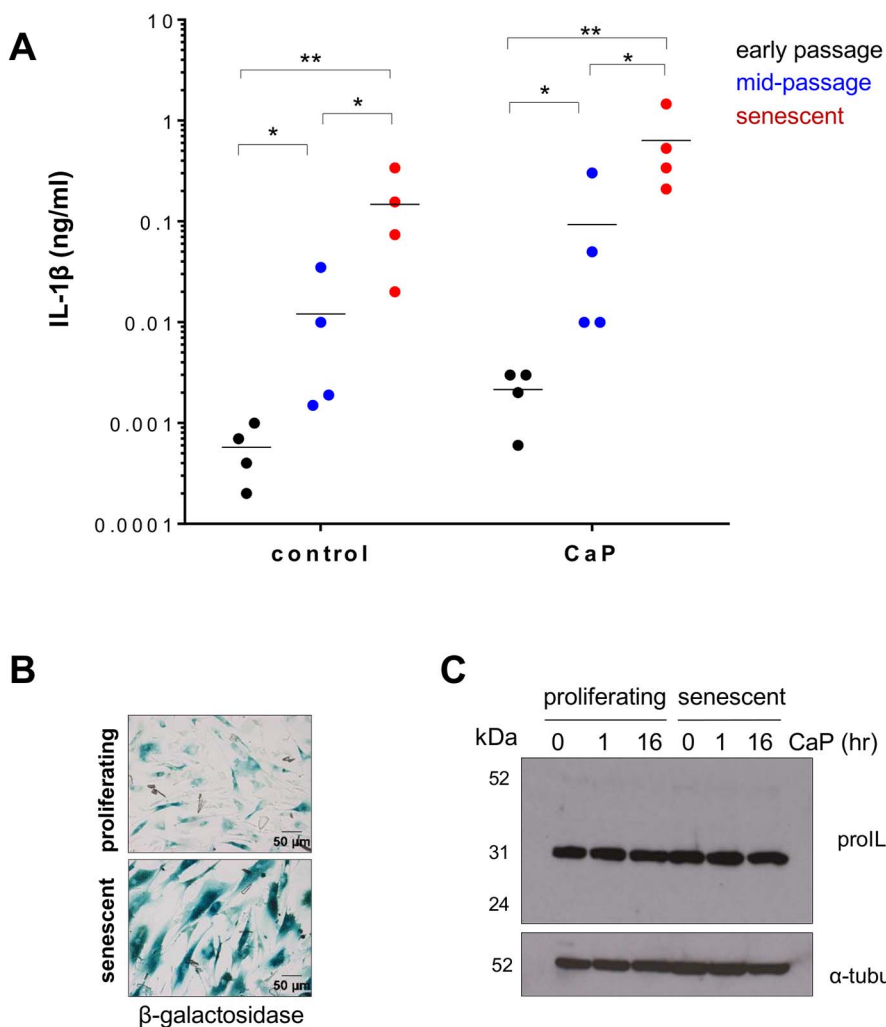 A
10
1
0.1
0.01
0.001
0.0001
IL-1β (ng/ml)
**
*
*
**
*
*
early passage
mid-passage
senescent
control
CaP
B
proliferating
50 µm
senescent
50 µm
β-galactosidase
C
proliferating senescent
kDa 0 1 16 0 1 16 CaP (hr)
52
31
24
proIL
52
α-tubu